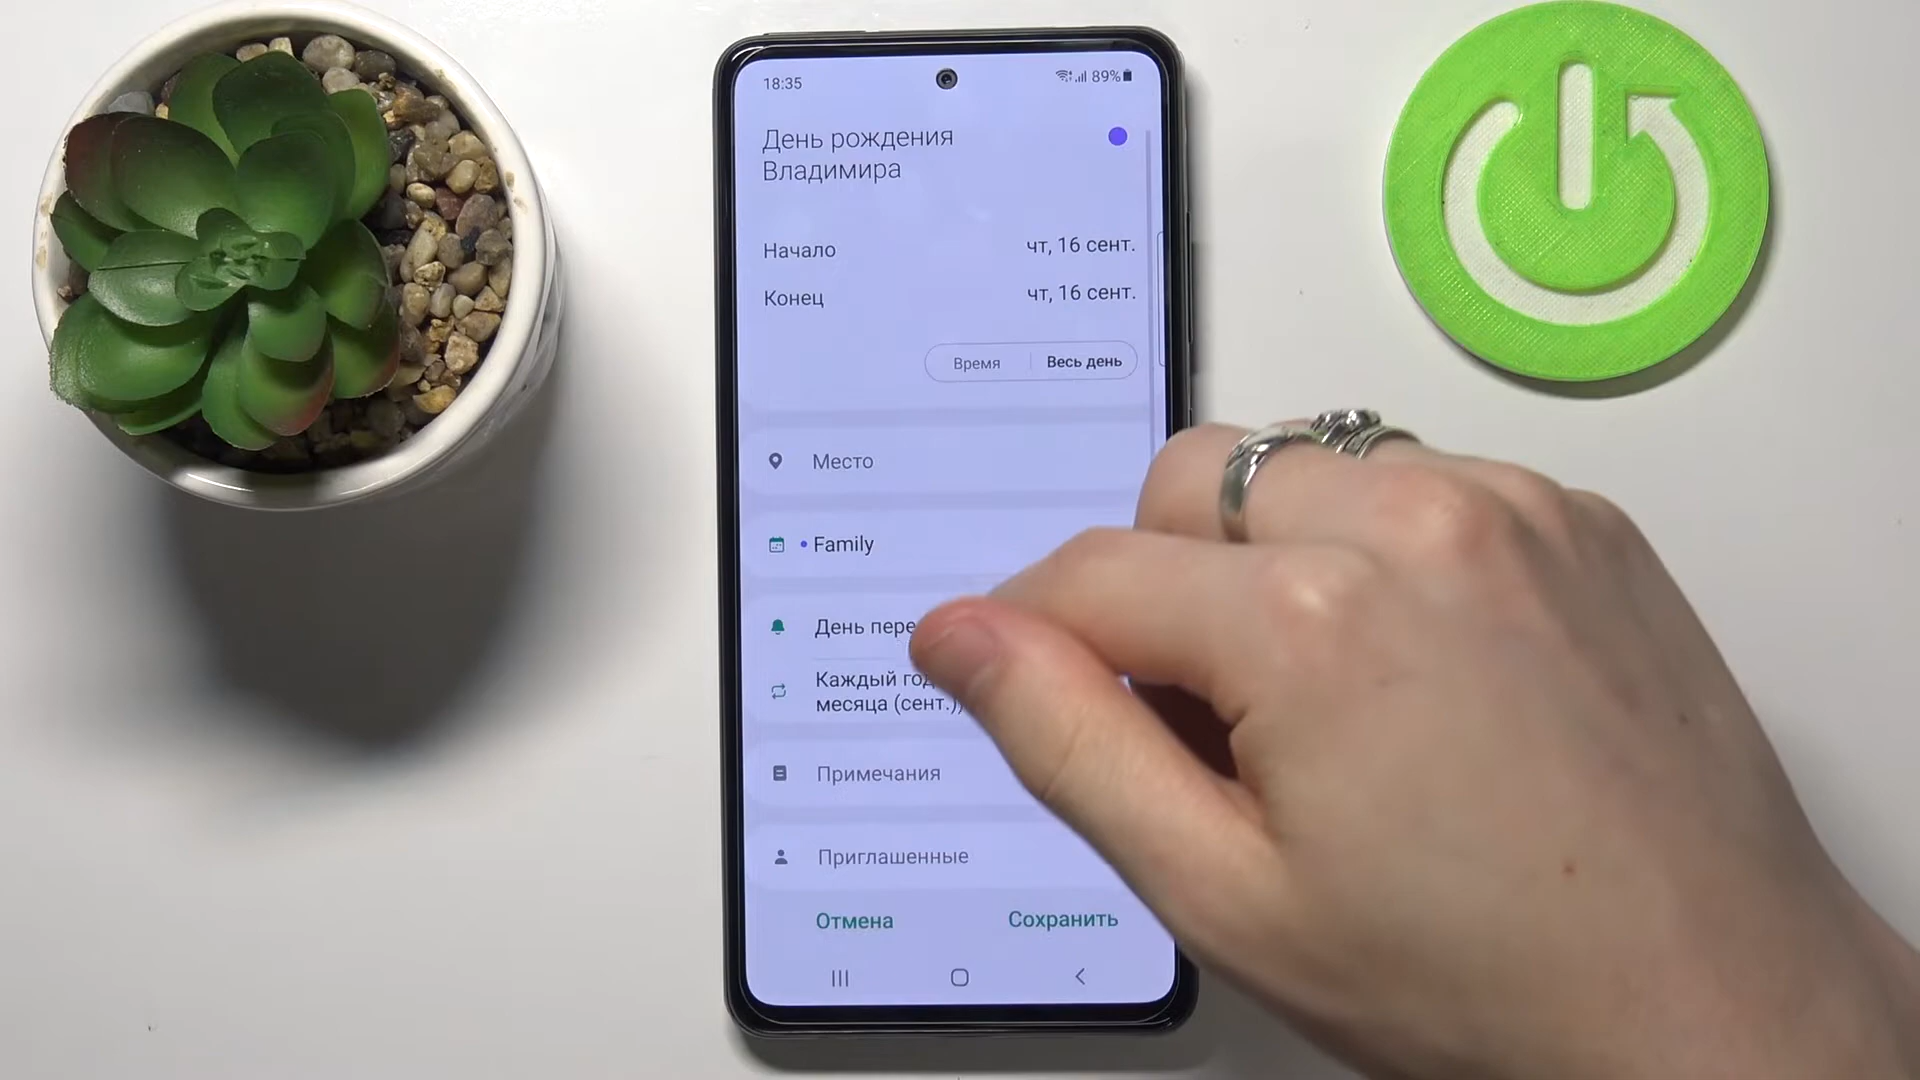 18:35
89%
День рождения
Владимира
Начало чт, 16 сент.
Конец чт, 16 сент.
Время Весь день
Место
Family
День
Каждый год
месяца (сент.)
Примечания
Приглашенные
Отмена Сохранить